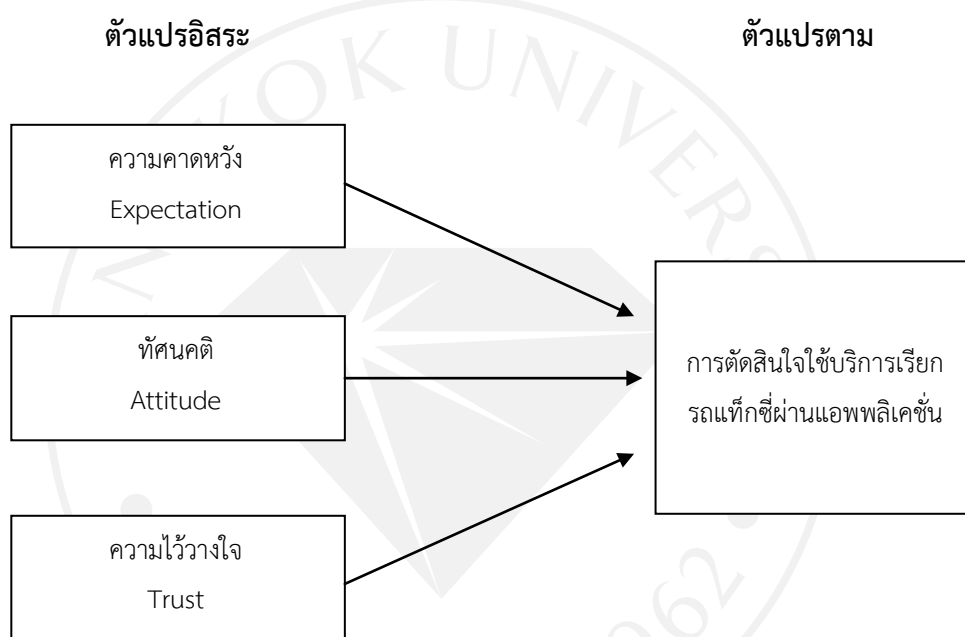 ตัวแปรอิสระ
ตัวแปรตาม
ความคาดหวัง
Expectation
ทัศนคติ
Attitude
ความไว้วางใจ
Trust
การตัดสินใจใช้บริการเรียก
รถแท็กซี่ผ่านแอพพลิเคชั่น
KOK UNIVERS
962